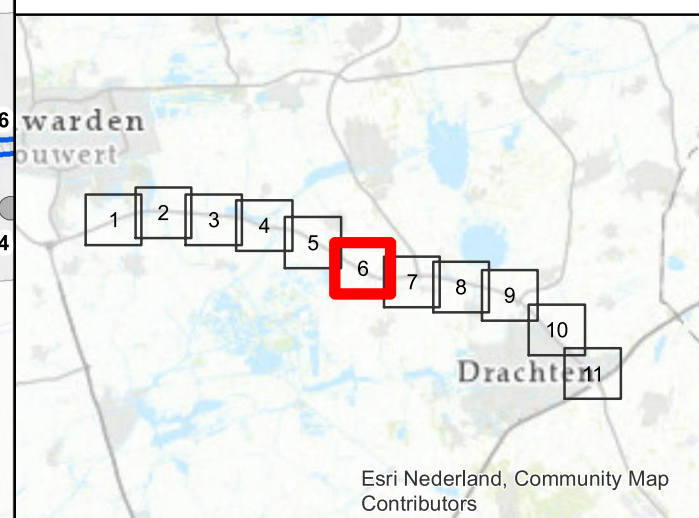 6
warden
ouwert
4
1
2
3
4
5
6
7
8
9
10
Drachten
11
Esri Nederland, Community Map
Contributors